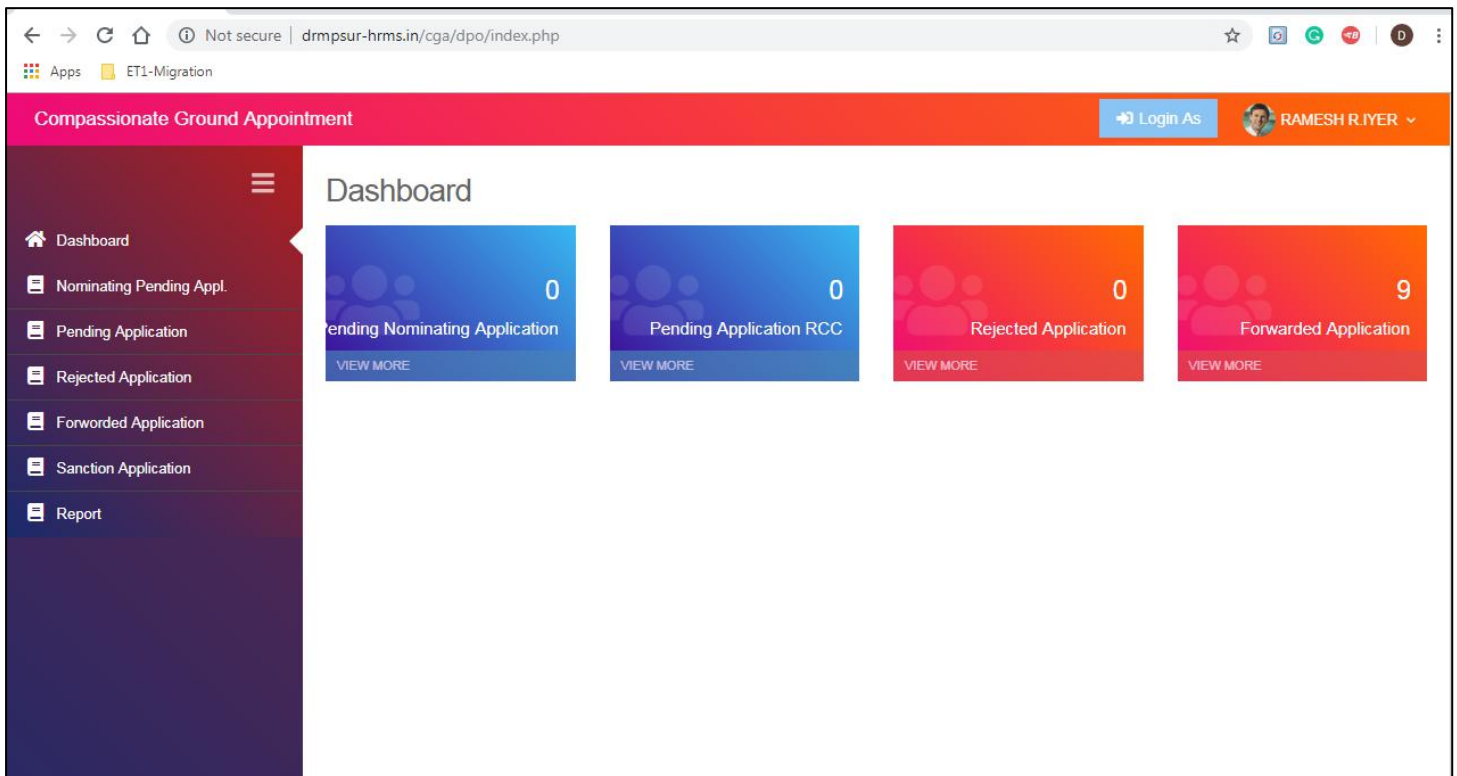 Not secure | drmpsur-hrms.in/cga/dpo/index.php
D
Apps ET1-Migration
Compassionate Ground Appointment
Login As
RAMESH R.IYER
Dashboard
Nominating Pending Appl.
Pending Application
Rejected Application
Forworded Application
Sanction Application
Report
Dashboard
0
ending Nominating Application
VIEW MORE
0
Pending Application RCC
VIEW MORE
0
Rejected Application
VIEW MORE
9
Forwarded Application
VIEW MORE